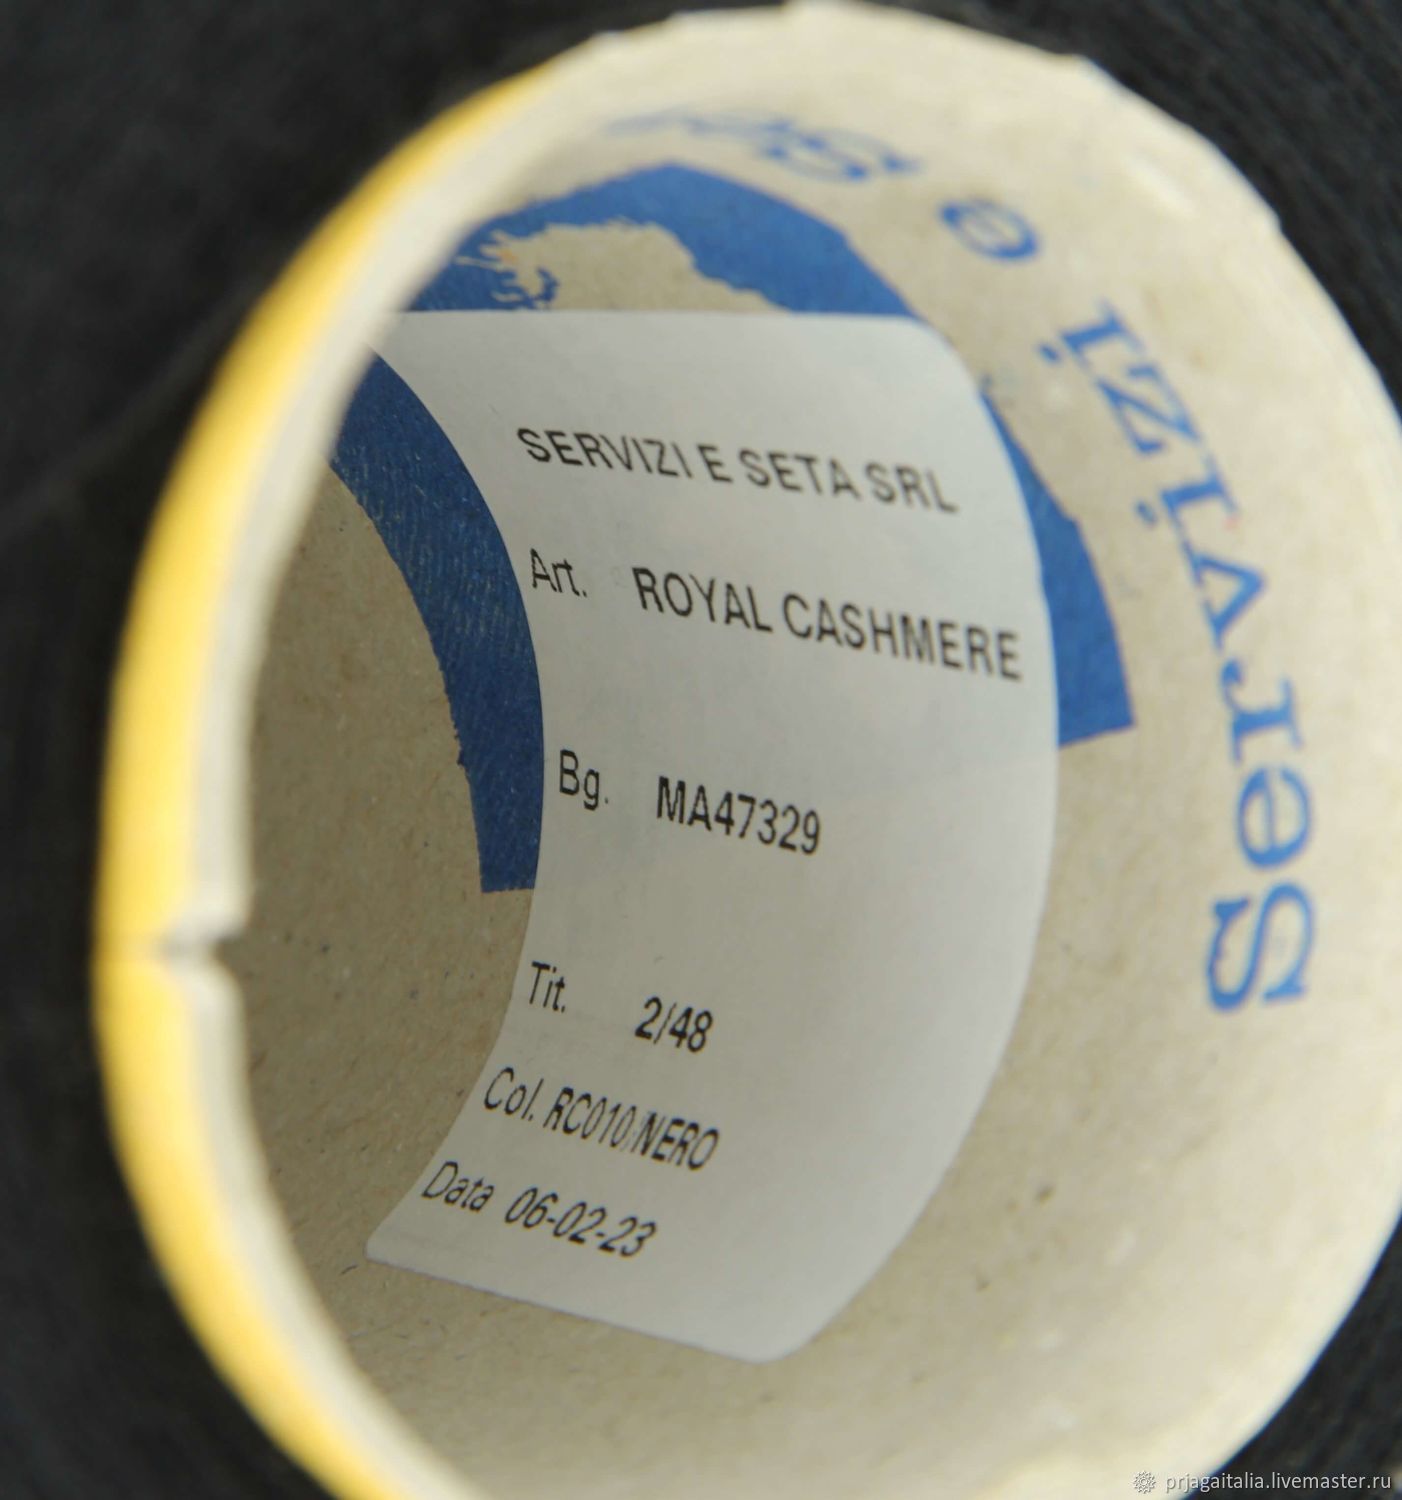 SERVIZI E SETA SRL
Art. ROYAL CASHMERE
Bg. MA47329
Tit. 2/48
Col. RC010/NERO
Data 06-02-23
Servizi e
prjagaitalia.livemaster.ru